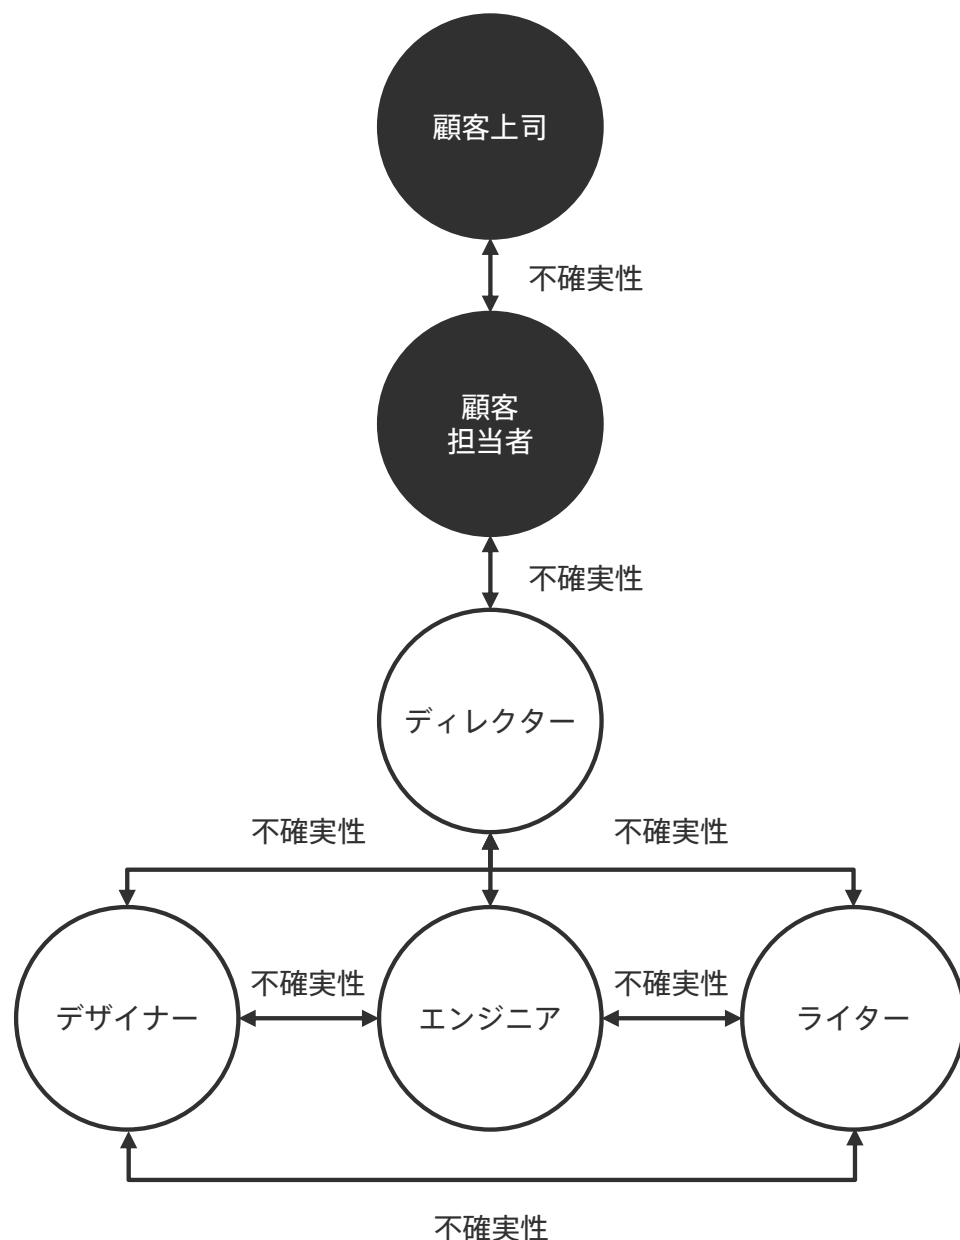 顧客上司
不確実性
顧客
担当者
不確実性
ディレクター
不確実性
不確実性
デザイナー
不確実性
エンジニア
不確実性
ライター
不確実性